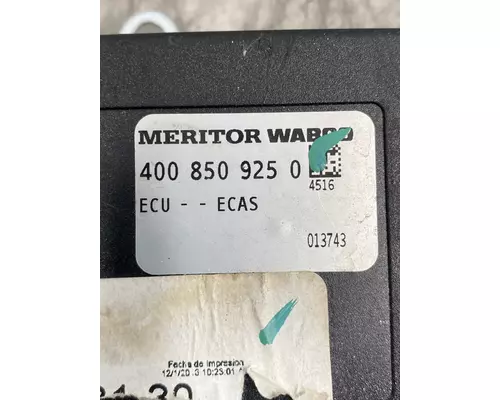 MERITOR WABCO
400 850 925 0
4516
ECU - - ECAS
013743
Fecha de Impresion